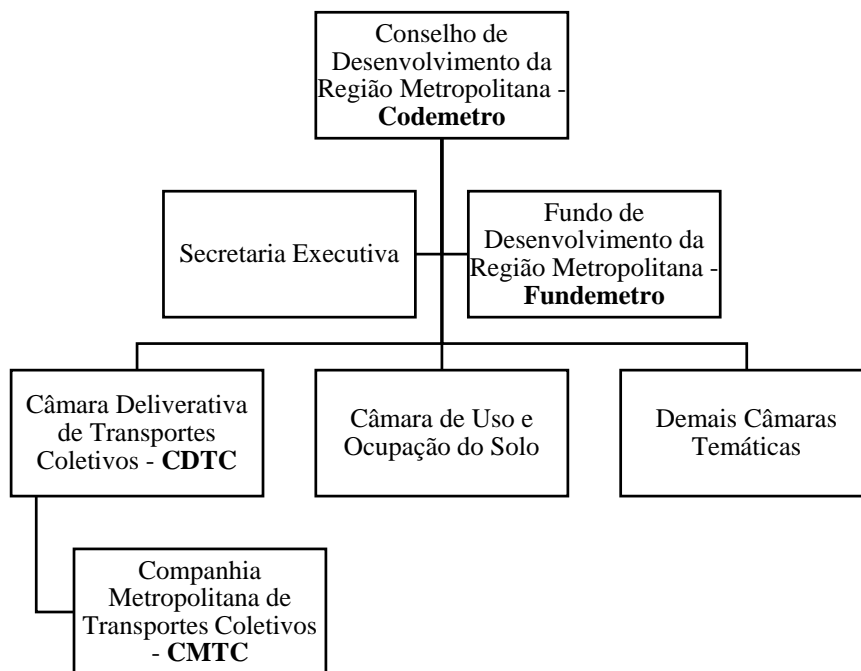 Conselho de
Desenvolvimento da
Região Metropolitana -
Codemetro
Secretaria Executiva
Fundo de
Desenvolvimento da
Região Metropolitana -
Fundemetro
Câmara Deliverativa
de Transportes
Coletivos - CDTC
Câmara de Uso e
Ocupação do Solo
Demais Câmaras
Temáticas
Companhia
Metropolitana de
Transportes Coletivos
- CMTC